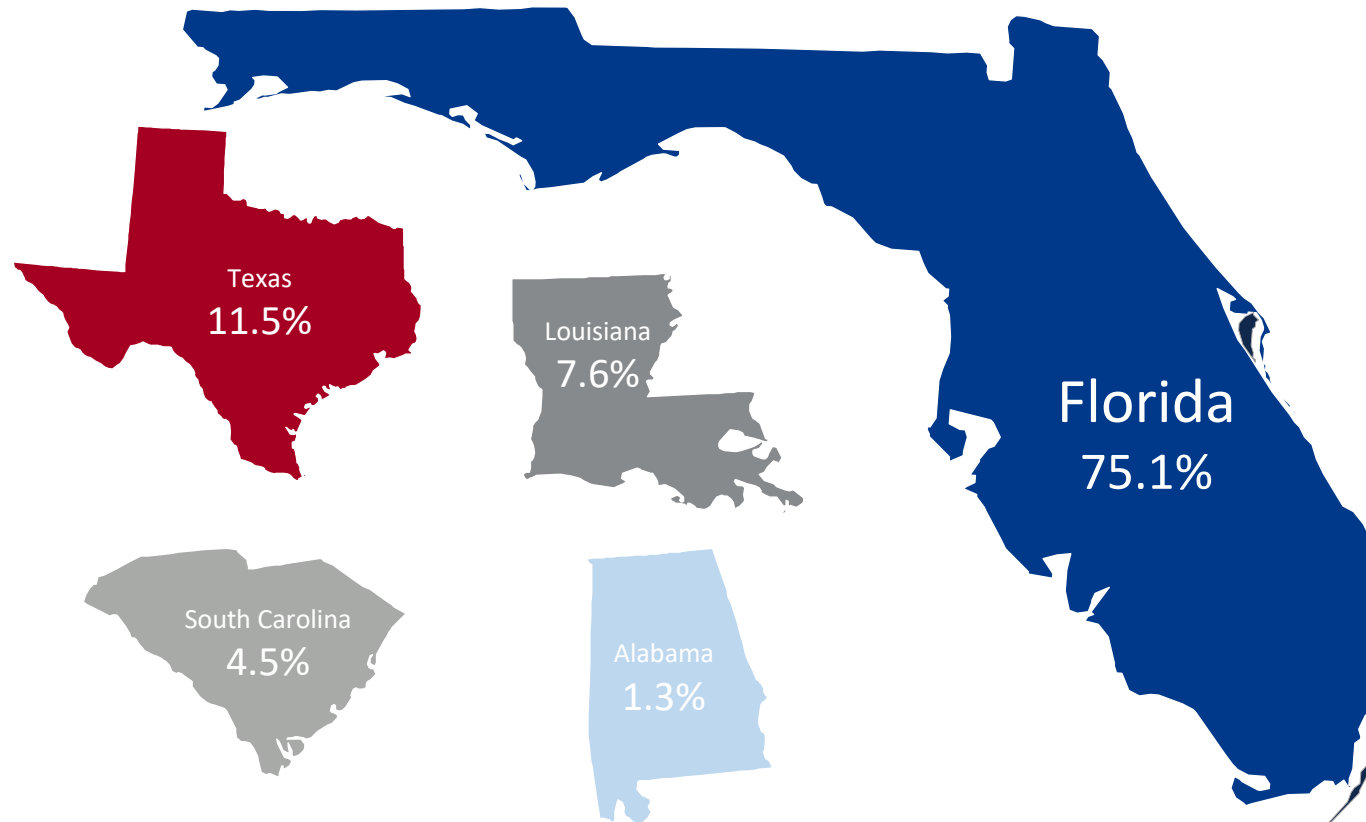 Texas
11.5%
Louisiana
7.6%
Florida
75.1%
South Carolina
4.5%
Alabama
1.3%